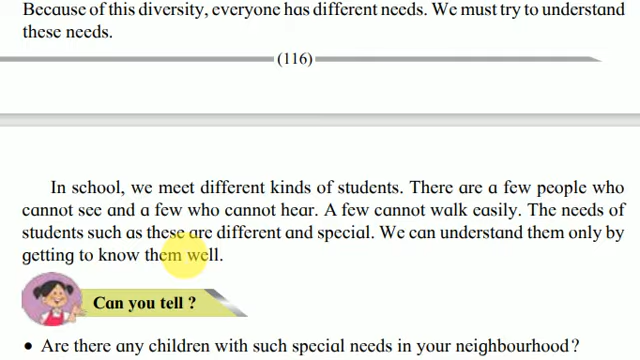 Because of this diversity, everyone has different needs. We must try to understand
these needs.
(116)
In school, we meet different kinds of students. There are a few people who
cannot see and a few who cannot hear. A few cannot walk easily. The needs of
students such as these are different and special. We can understand them only by
getting to know them well.
Can you tell ?
• Are there any children with such special needs in your neighbourhood?